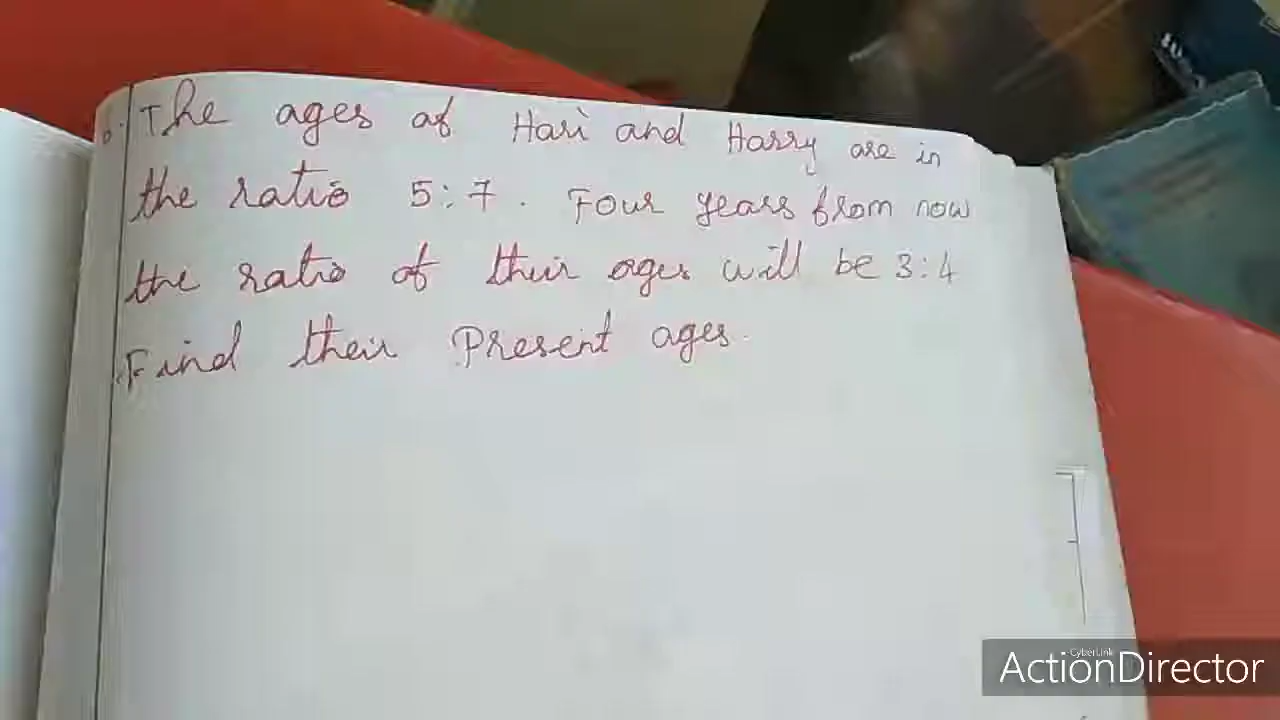 The ages of Hari and Harry are in
the ratio 5:7. Four years from now
the ratio of their ages will be 3:4
Find their Present ages.
CyberLink
ActionDirector